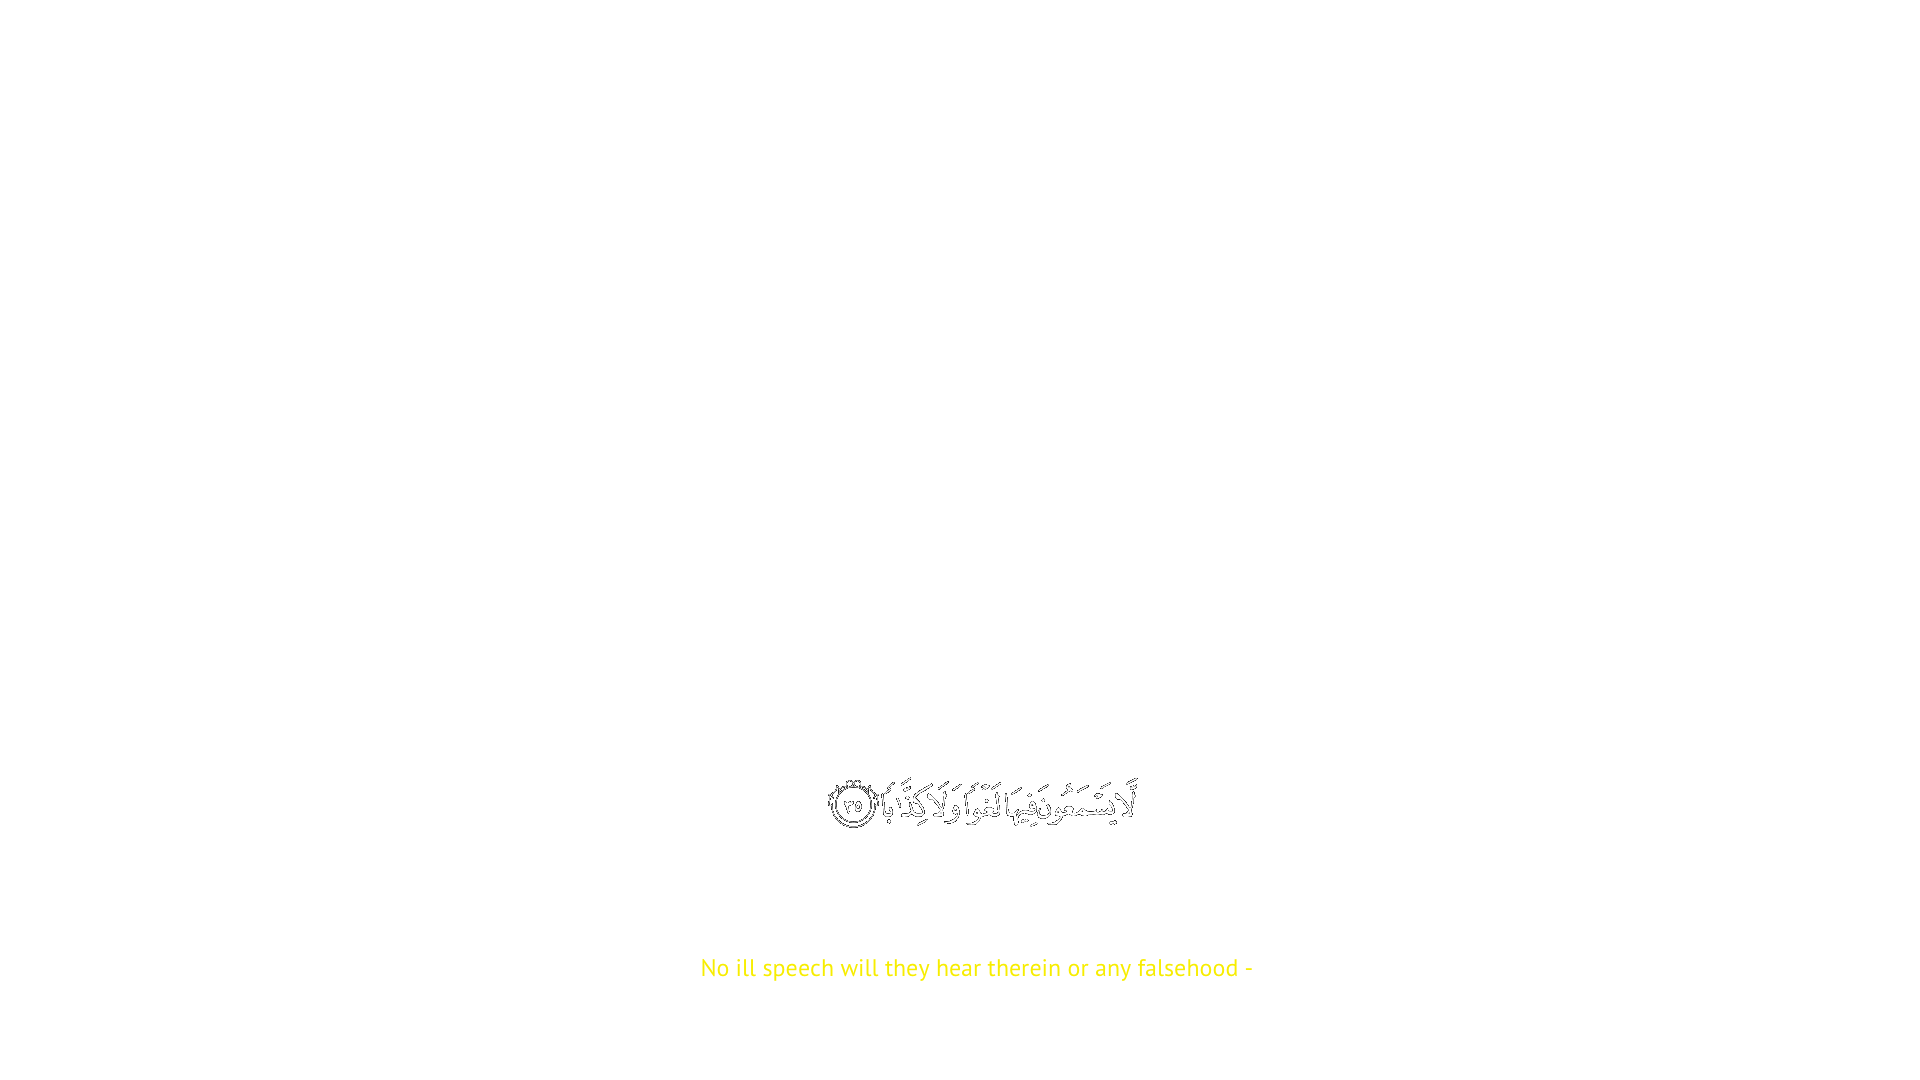 لَّا يَسْمَعُونَ فِيهَا لَغْوًا وَلَا كِذَّٰبًا ۝٣٥
No ill speech will they hear therein or any falsehood -